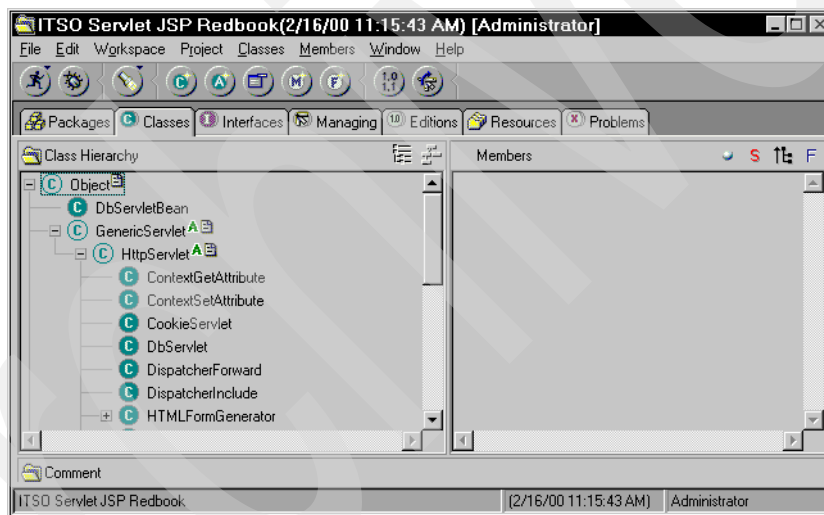 ITSO Servlet JSP Redbook(2/16/00 11:15:43 AM) [Administrator]
File Edit Workspace Project Classes Members Window Help
Packages Classes Interfaces Managing Editions Resources Problems
Class Hierarchy Members S F
Object
DbServletBean
GenericServlet A
HttpServlet A
ContextGetAttribute
ContextSetAttribute
CookieServlet
DbServlet
DispatcherForward
DispatcherInclude
HTMLFormGenerator
Comment
ITSO Servlet JSP Redbook (2/16/00 11:15:43 AM) Administrator